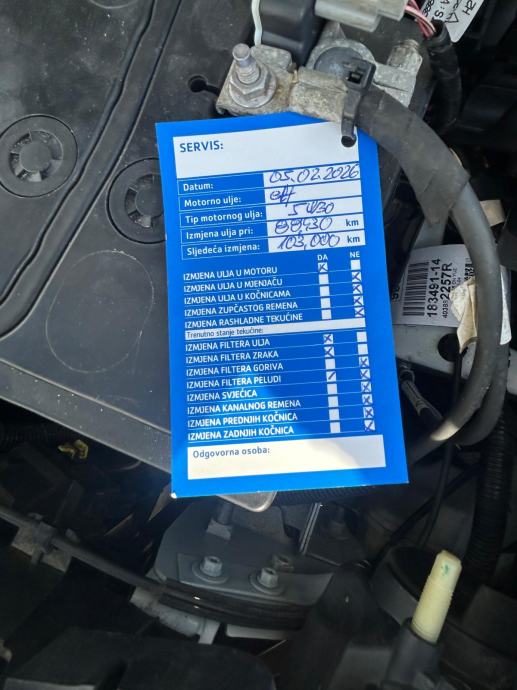 SERVIS:
Datum: 05.02.2026
Motorno ulje:
Tip motornog ulja: 5W30
Izmjena ulja pri: km
Sljedeća izmjena: 103,000 km
DA NE
IZMJENA ULJA U MOTORU
IZMJENA ULJA U MJENJAČU
IZMJENA ULJA U KOČNICAMA
IZMJENA ZUPČASTOG REMENA
IZMJENA RASHLADNE TEKUĆINE
Trenutno stanje tekućine:
IZMJENA FILTERA ULJA
IZMJENA FILTERA ZRAKA
IZMJENA FILTERA GORIVA
IZMJENA FILTERA PELUDI
IZMJENA SVJEĆICA
IZMJENA KANALNOG REMENA
IZMJENA PREDNJIH KOČNICA
IZMJENA ZADNJIH KOČNICA
Odgovorna osoba:
183491-14
2257R